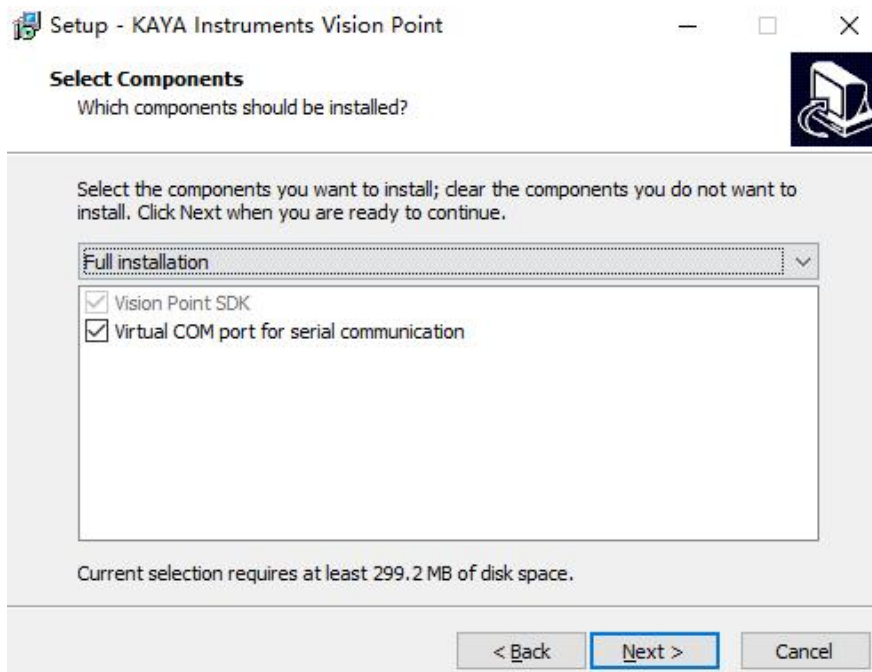 Setup - KAYA Instruments Vision Point
Select Components
Which components should be installed?
Select the components you want to install; clear the components you do not want to
install. Click Next when you are ready to continue.
Full installation
Vision Point SDK
Virtual COM port for serial communication
Current selection requires at least 299.2 MB of disk space.
< Back Next > Cancel